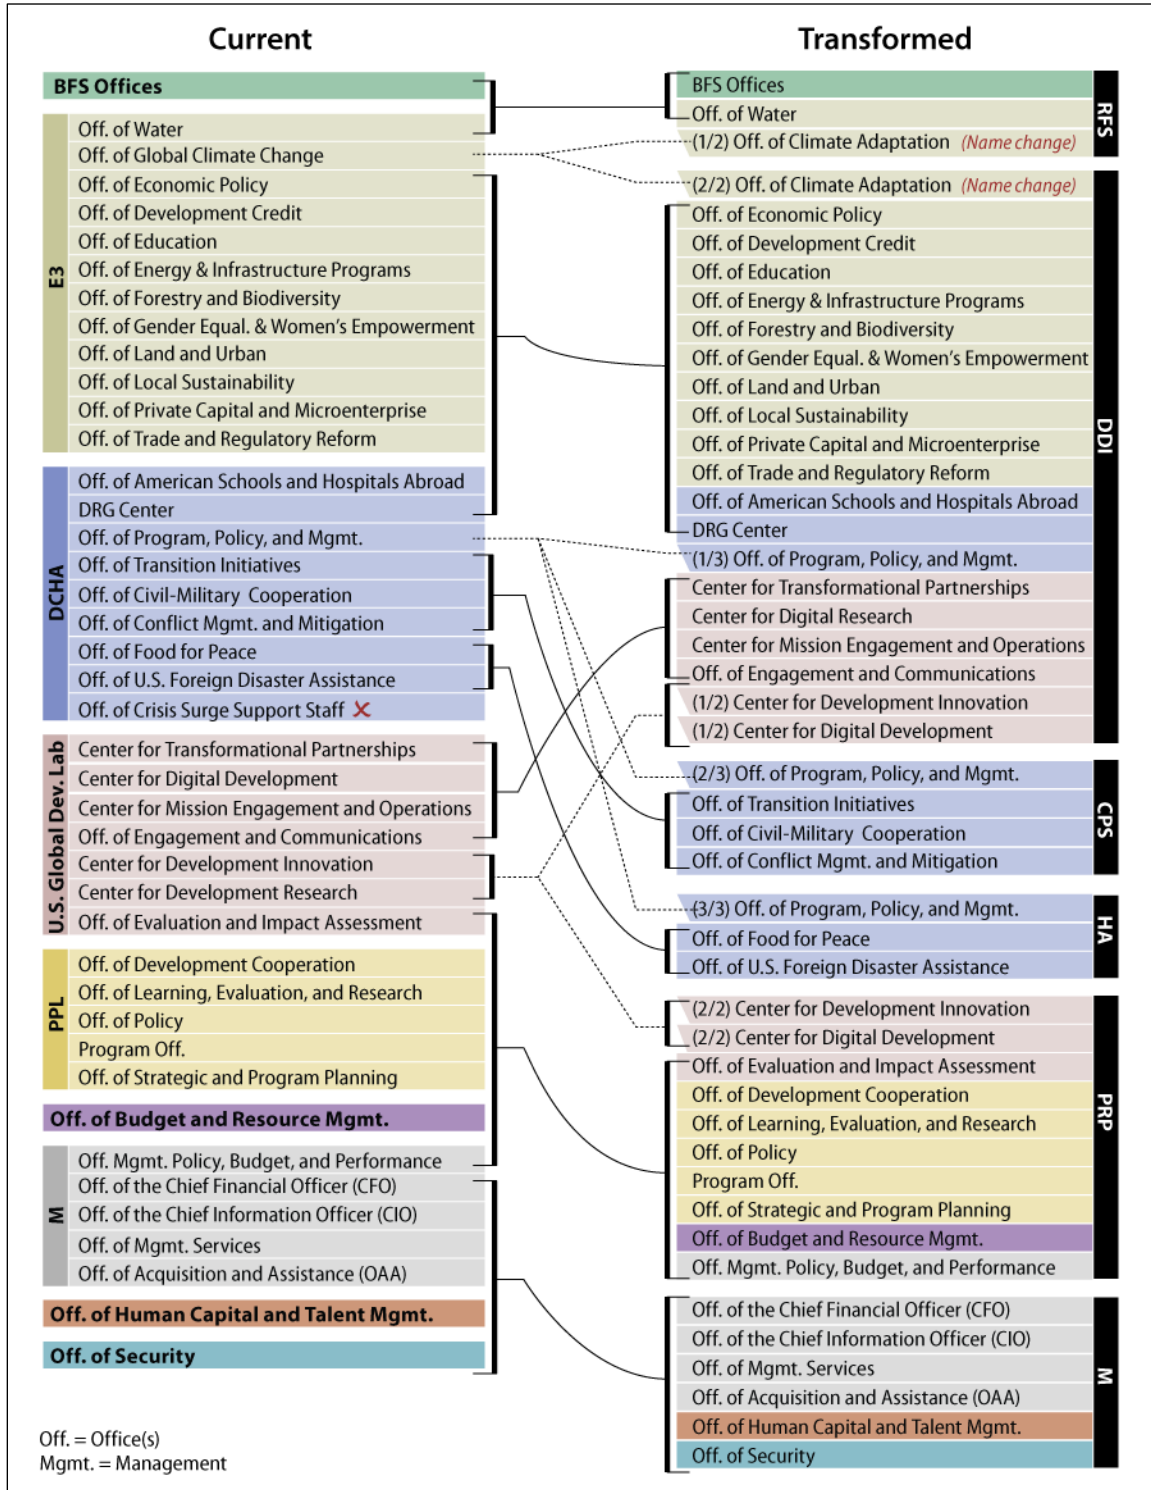 Current
BFS Offices
E3
Off. of Water
Off. of Global Climate Change
Off. of Economic Policy
Off. of Development Credit
Off. of Education
Off. of Energy & Infrastructure Programs
Off. of Forestry and Biodiversity
Off. of Gender Equal. & Women's Empowerment
Off. of Land and Urban
Off. of Local Sustainability
Off. of Private Capital and Microenterprise
Off. of Trade and Regulatory Reform
DCHA
Off. of American Schools and Hospitals Abroad
DRG Center
Off. of Program, Policy, and Mgmt.
Off. of Transition Initiatives
Off. of Civil-Military Cooperation
Off. of Conflict Mgmt. and Mitigation
Off. of Food for Peace
Off. of U.S. Foreign Disaster Assistance
Off. of Crisis Surge Support Staff
U.S. Global Dev. Lab
Center for Transformational Partnerships
Center for Digital Development
Center for Mission Engagement and Operations
Off. of Engagement and Communications
Center for Development Innovation
Center for Development Research
Off. of Evaluation and Impact Assessment
PPL
Off. of Development Cooperation
Off. of Learning, Evaluation, and Research
Off. of Policy
Program Off.
Off. of Strategic and Program Planning
Off. of Budget and Resource Mgmt.
M
Off. Mgmt. Policy, Budget, and Performance
Off. of the Chief Financial Officer (CFO)
Off. of the Chief Information Officer (CIO)
Off. of Mgmt. Services
Off. of Acquisition and Assistance (OAA)
Off. of Human Capital and Talent Mgmt.
Off. of Security
Off. = Office(s)
Mgmt. = Management
Transformed
BFS Offices
Off. of Water
(1/2) Off. of Climate Adaptation (Name change)
RFS
(2/2) Off. of Climate Adaptation (Name change)
Off. of Economic Policy
Off. of Development Credit
Off. of Education
Off. of Energy & Infrastructure Programs
Off. of Forestry and Biodiversity
Off. of Gender Equal. & Women's Empowerment
Off. of Land and Urban
Off. of Local Sustainability
Off. of Private Capital and Microenterprise
Off. of Trade and Regulatory Reform
Off. of American Schools and Hospitals Abroad
DRG Center
(1/3) Off. of Program, Policy, and Mgmt.
Center for Transformational Partnerships
Center for Digital Research
Center for Mission Engagement and Operations
Off. of Engagement and Communications
(1/2) Center for Development Innovation
(1/2) Center for Digital Development
DDI
(2/3) Off. of Program, Policy, and Mgmt.
Off. of Transition Initiatives
Off. of Civil-Military Cooperation
Off. of Conflict Mgmt. and Mitigation
CPS
(3/3) Off. of Program, Policy, and Mgmt.
Off. of Food for Peace
Off. of U.S. Foreign Disaster Assistance
HA
(2/2) Center for Development Innovation
(2/2) Center for Digital Development
Off. of Evaluation and Impact Assessment
Off. of Development Cooperation
Off. of Learning, Evaluation, and Research
Off. of Policy
Program Off.
Off. of Strategic and Program Planning
Off. of Budget and Resource Mgmt.
Off. Mgmt. Policy, Budget, and Performance
PRP
Off. of the Chief Financial Officer (CFO)
Off. of the Chief Information Officer (CIO)
Off. of Mgmt. Services
Off. of Acquisition and Assistance (OAA)
Off. of Human Capital and Talent Mgmt.
Off. of Security
M